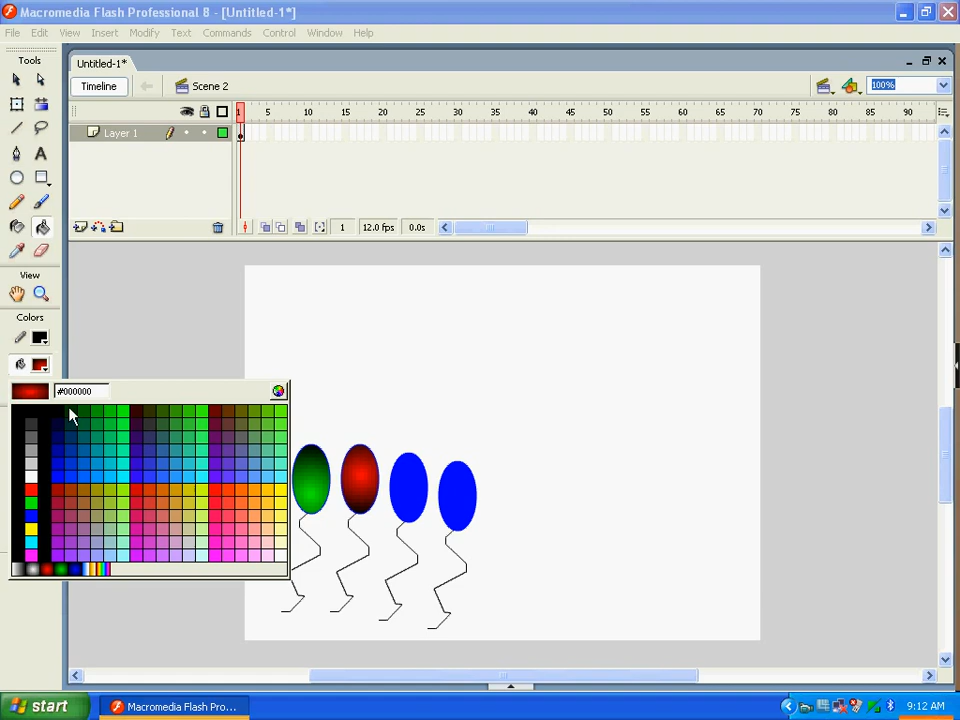 Macromedia Flash Professional 8 - [Untitled-1*]
File Edit View Insert Modify Text Commands Control Window Help
Tools
Untitled-1*
Timeline
Scene 2
100%
1 5 10 15 20 25 30 35 40 45 50 55 60 65 70 75 80 85 90
Layer 1
A
1 12.0 fps 0.0s
View
Colors
#000000
start
Macromedia Flash Pro...
9:12 AM